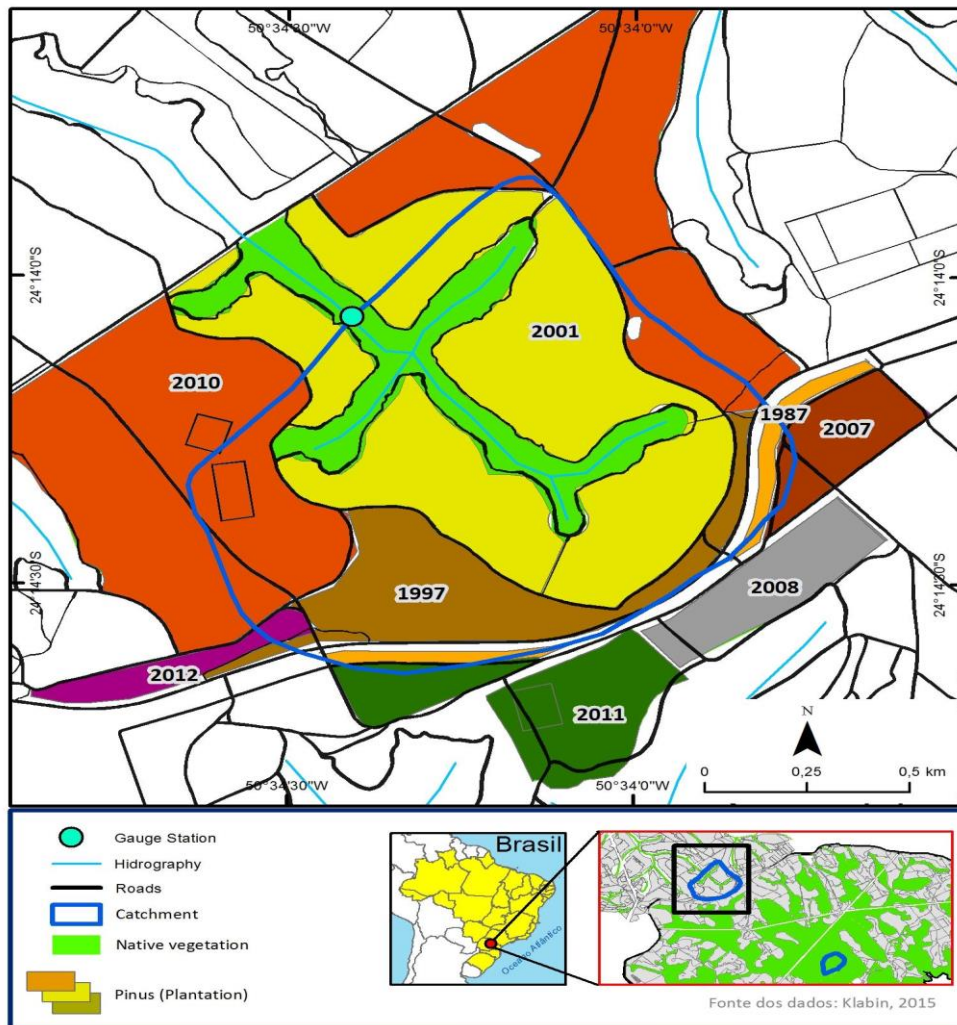 50°34'30"W
50°34'0"W
24°14'0"S
24°14'0"S
2001
2010
1987
2007
24°14'30"S
24°14'30"S
1997
2008
2012
2011
N
50°34'30"W
50°34'0"W
0
0,25
0,5 km
Gauge Station
Hidrography
Roads
Catchment
Native vegetation
Pinus (Plantation)
Brasil
Oceano Atlântico
Fonte dos dados: Klabin, 2015